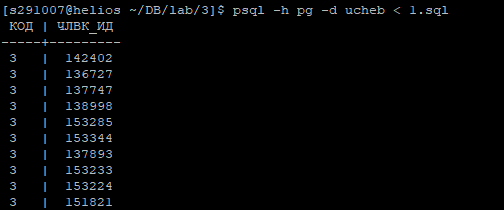 [s291007@helios ~/DB/lab/3]$ psql -h pg -d ucheb < 1.sql
КОД | ЧЛВК_ИД
-----+---------
3 | 142402
3 | 136727
3 | 137747
3 | 138998
3 | 153285
3 | 153344
3 | 137893
3 | 153233
3 | 153224
3 | 151821